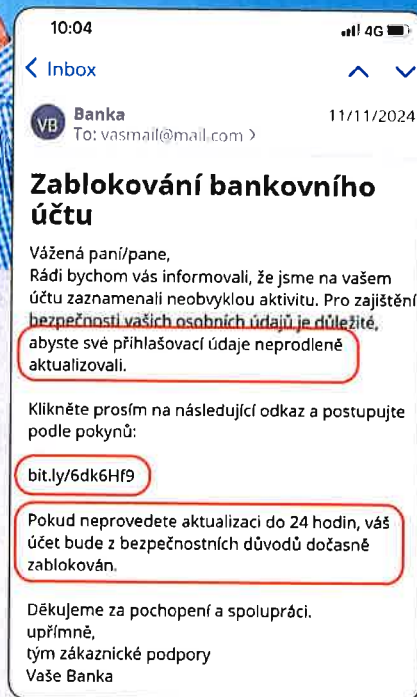 10:04
4G
Inbox
VB
Banka
11/11/2024
To: vasmail@mail.com
Zablokování bankovního
účtu
Vážená paní/pane,
Rádi bychom vás informovali, že jsme na vašem
účtu zaznamenali neobvyklou aktivitu. Pro zajištění
bezpečnosti vašich osobních údajů je důležité,
abyste své přihlašovací údaje neprodleně
aktualizovali.
Klikněte prosím na následující odkaz a postupujte
podle pokynů:
bit.ly/6dk6Hf9
Pokud neprovedete aktualizaci do 24 hodin, váš
účet bude z bezpečnostních důvodů dočasně
zablokován.
Děkujeme za pochopení a spolupráci.
upřímně,
tým zákaznické podpory
Vaše Banka